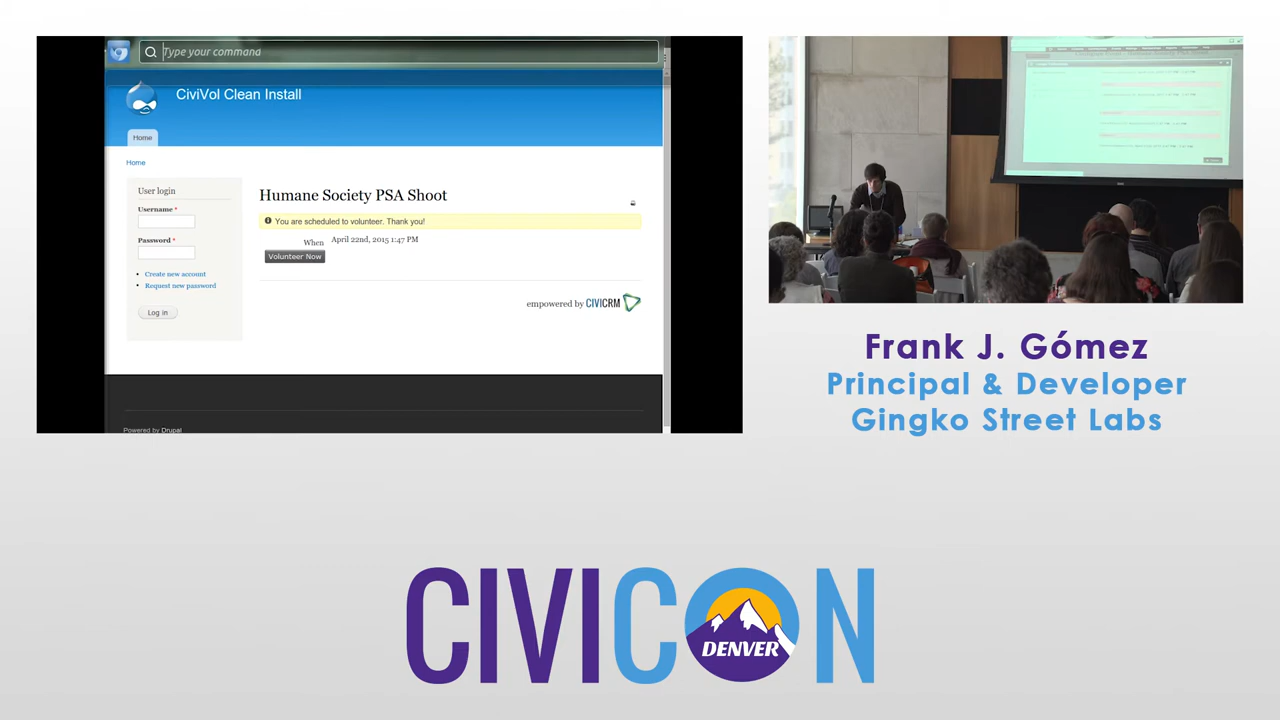 Type your command
CiviVol Clean Install
Home
Home
User login
Username *
Password *
Create new account
Request new password
Log in
Humane Society PSA Shoot
You are scheduled to volunteer. Thank you!
When April 22nd, 2015 1:47 PM
Volunteer Now
empowered by CIVICRM
Powered by Drupal
Frank J. Gómez
Principal & Developer
Gingko Street Labs
CIVICON
DENVER